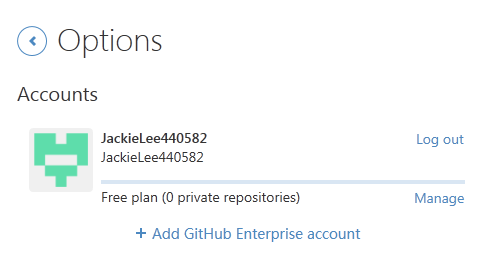 Options
Accounts
JackieLee440582
Log out
JackieLee440582
Free plan (0 private repositories)
Manage
+ Add GitHub Enterprise account